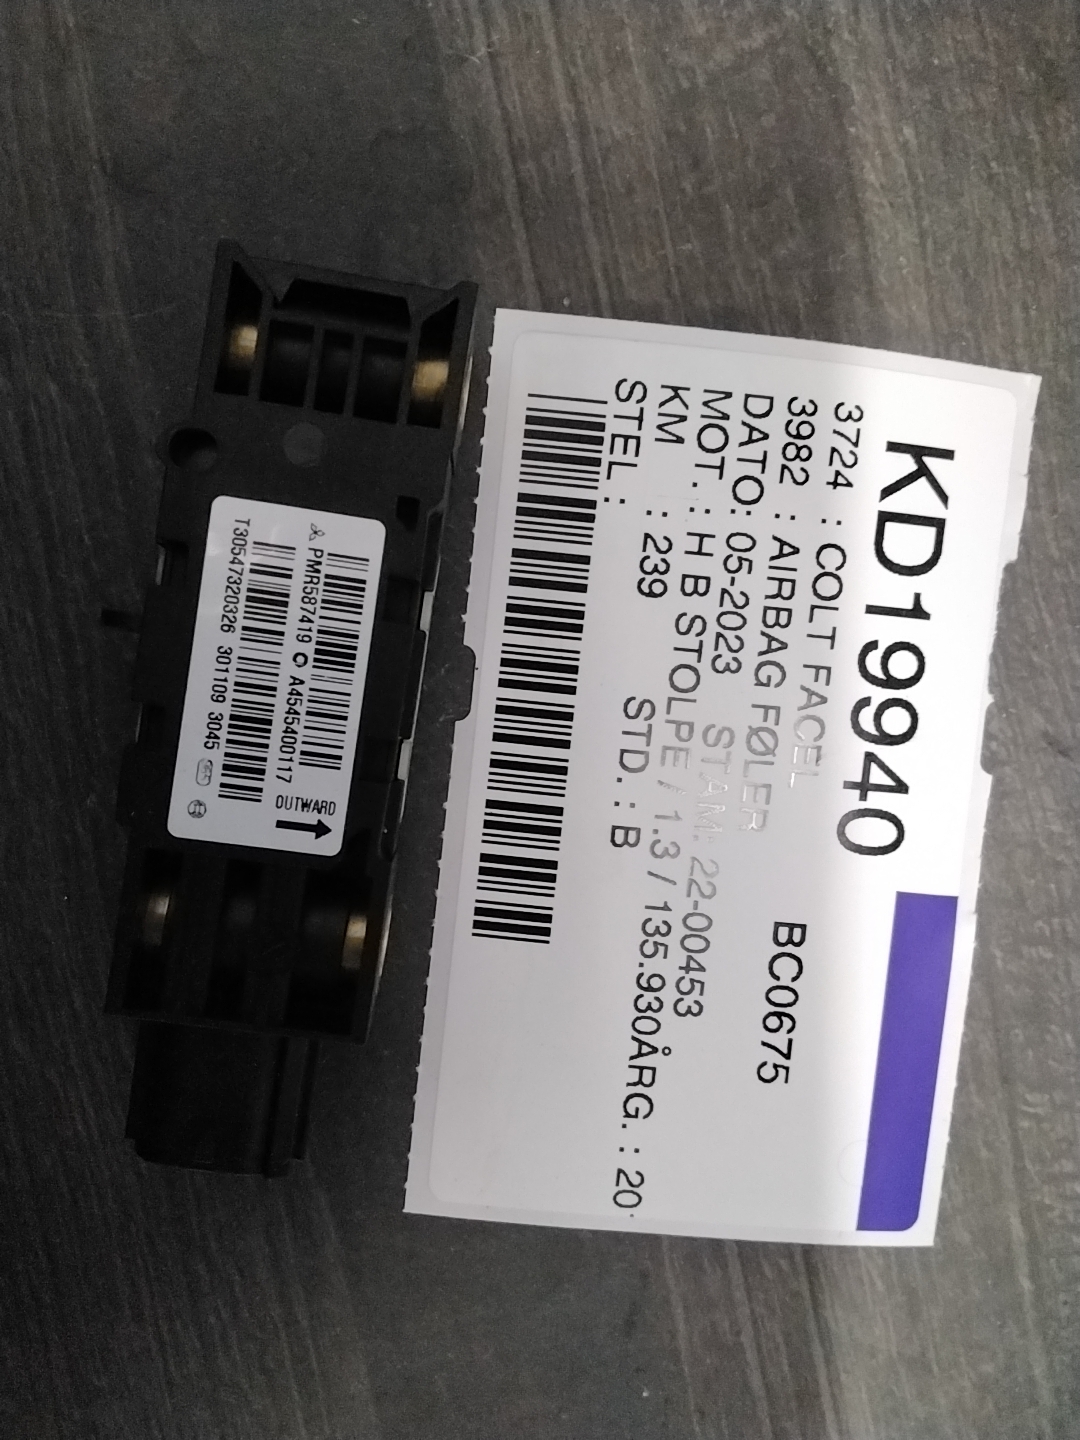 KD19940
3724 : COLT FACEL
3982 : AIRBAG FØLER BC0675
DATO: 05-2023 STAM: 22-00453
MOT. : H B STOLPE / 1.3 / 135.930ÅRG. : 20
KM : 239 STD. : B
STEL :
PMR587419 A4545400117
T30547320326 301109 3045
OUTWARD